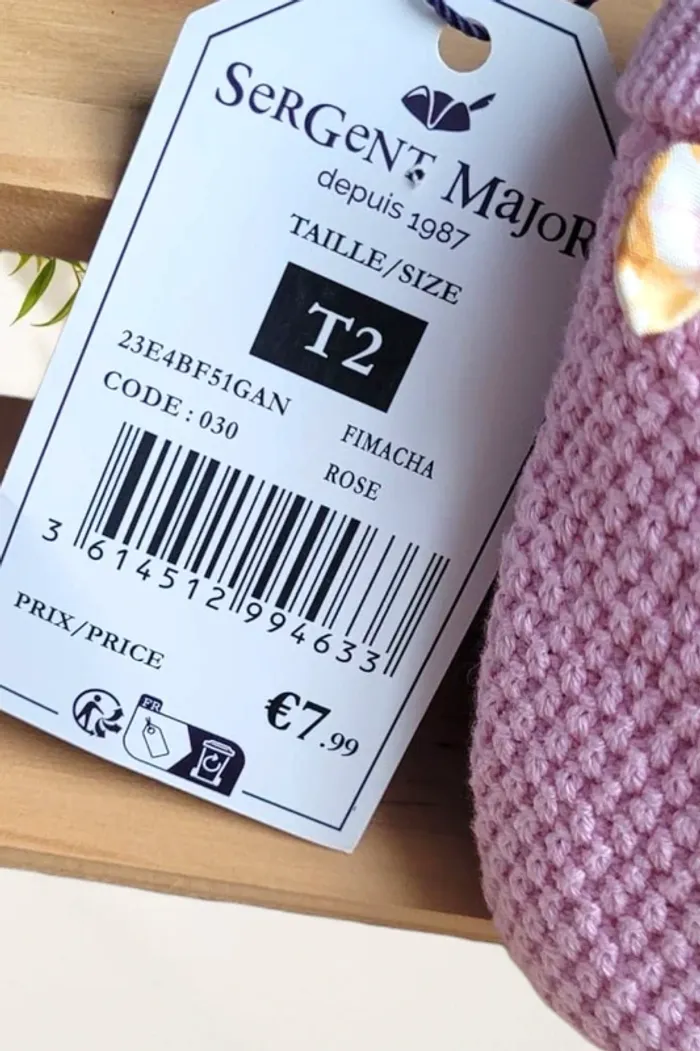 SeRGeNT MaJoR
depuis 1987
TAILLE/SIZE
T2
23E4BF51GAN
CODE : 030
FIMACHA
ROSE
3 614512 994633
PRIX/PRICE
€7.99
FR